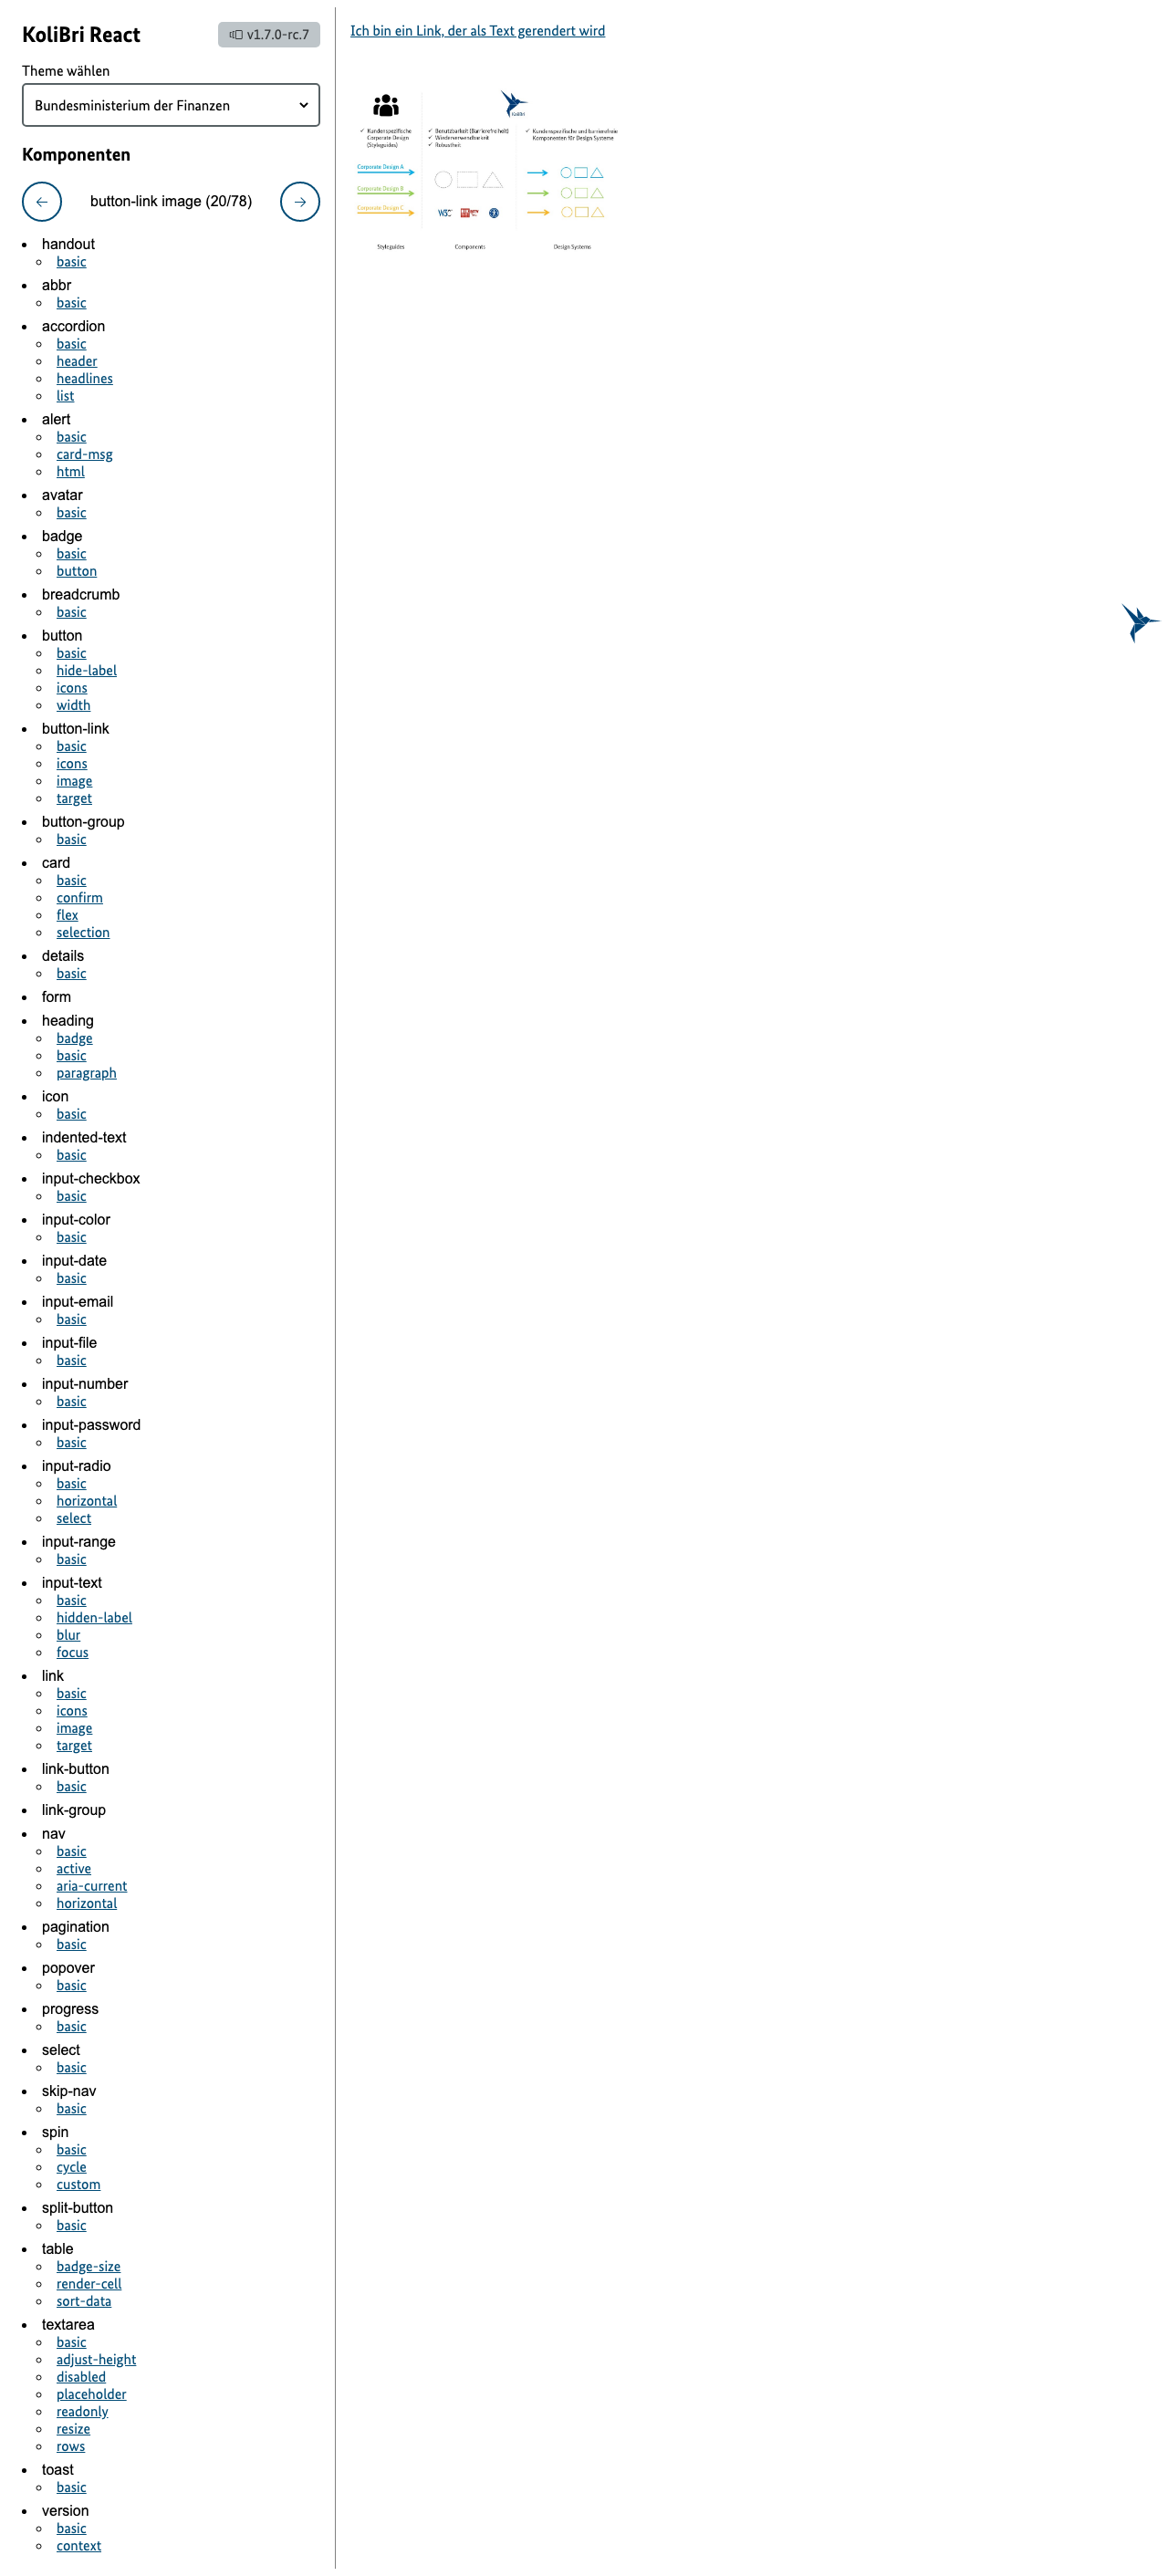 KoliBri React
v1.7.0-rc.7
Theme wählen
Bundesministerium der Finanzen
Komponenten
button-link image (20/78)
handout
basic
abbr
basic
accordion
basic
header
headlines
list
alert
basic
card-msg
html
avatar
basic
badge
basic
button
breadcrumb
basic
button
basic
hide-label
icons
width
button-link
basic
icons
image
target
button-group
basic
card
basic
confirm
flex
selection
details
basic
form
heading
badge
basic
paragraph
icon
basic
indented-text
basic
input-checkbox
basic
input-color
basic
input-date
basic
input-email
basic
input-file
basic
input-number
basic
input-password
basic
input-radio
basic
horizontal
select
input-range
basic
input-text
basic
hidden-label
blur
focus
link
basic
icons
image
target
link-button
basic
link-group
nav
basic
active
aria-current
horizontal
pagination
basic
popover
basic
progress
basic
select
basic
skip-nav
basic
spin
basic
cycle
custom
split-button
basic
table
badge-size
render-cell
sort-data
textarea
basic
adjust-height
disabled
placeholder
readonly
resize
rows
toast
basic
version
basic
context
Ich bin ein Link, der als Text gerendert wird
KoliBri
✓ Kundenspezifische
Corporate Design
(Styleguides)
✓ Benutzbarkeit (Barrierefreiheit)
✓ Wiederverwendbarkeit
✓ Robustheit
✓ Kundenspezifische und barrierefreie
Komponenten für Design Systeme
Corporate Design A
Corporate Design B
Corporate Design C
Styleguides
Components
Design Systems